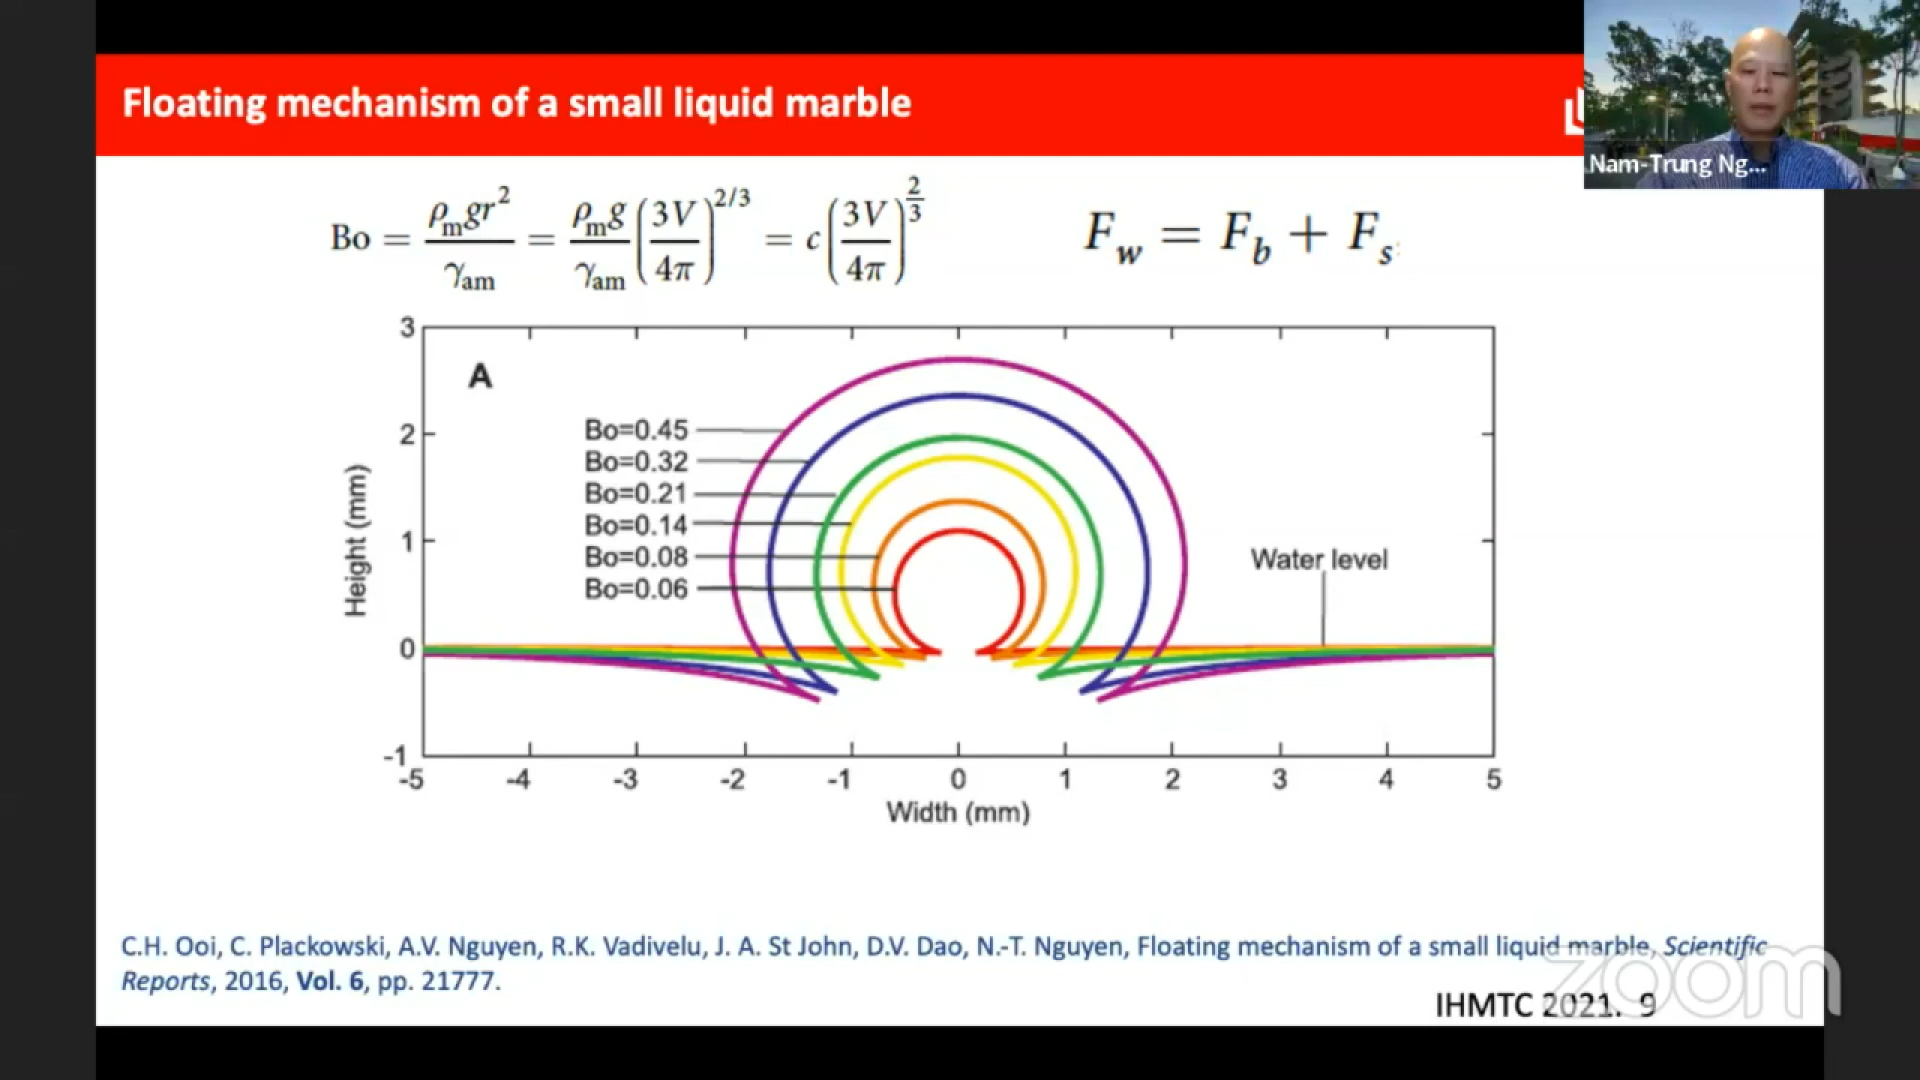 Floating mechanism of a small liquid marble
Nam-Trung Ng...
Bo = ρ_m g r² / γ_am = ρ_m g / γ_am (3V / 4π)^2/3 = c (3V / 4π)^2/3
F_w = F_b + F_s
A
Bo=0.45
Bo=0.32
Bo=0.21
Bo=0.14
Bo=0.08
Bo=0.06
Water level
3
2
1
0
-1
Height (mm)
-5 -4 -3 -2 -1 0 1 2 3 4 5
Width (mm)
C.H. Ooi, C. Plackowski, A.V. Nguyen, R.K. Vadivelu, J. A. St John, D.V. Dao, N.-T. Nguyen, Floating mechanism of a small liquid marble, Scientific
Reports, 2016, Vol. 6, pp. 21777.
zoom
IHMTC 2021. 9